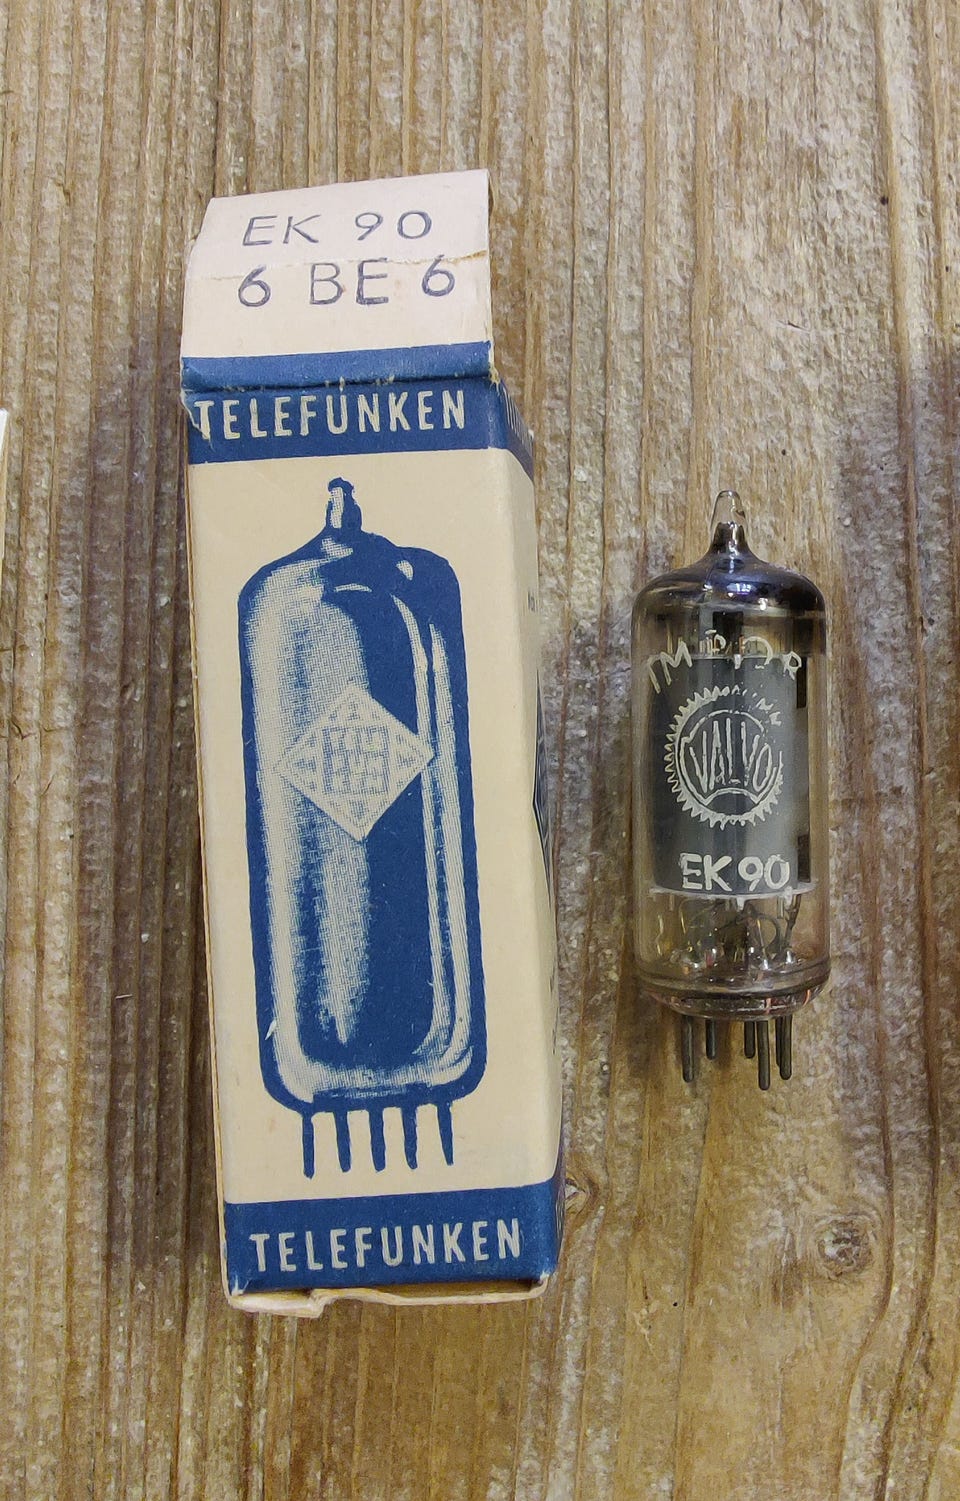 EK 90
6 BE 6
TELEFUNKEN
TELEFUNKEN
VALVO
EK90